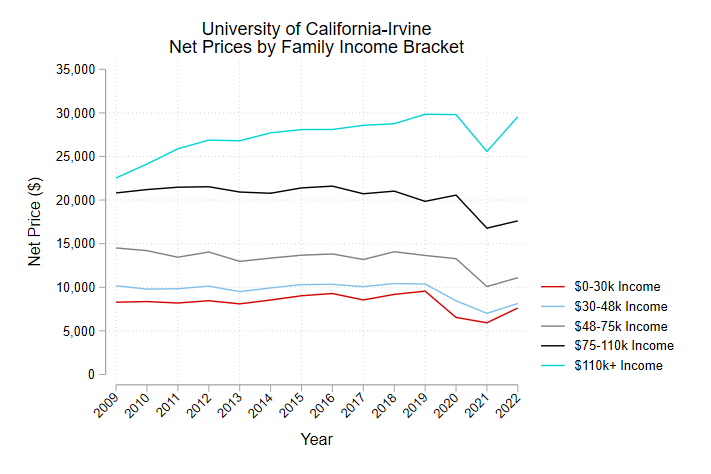 University of California-Irvine
Net Prices by Family Income Bracket
35,000
30,000
25,000
20,000
15,000
10,000
5,000
0
Net Price ($)
2009
2010
2011
2012
2013
2014
2015
2016
2017
2018
2019
2020
2021
2022
Year
$0-30k Income
$30-48k Income
$48-75k Income
$75-110k Income
$110k+ Income